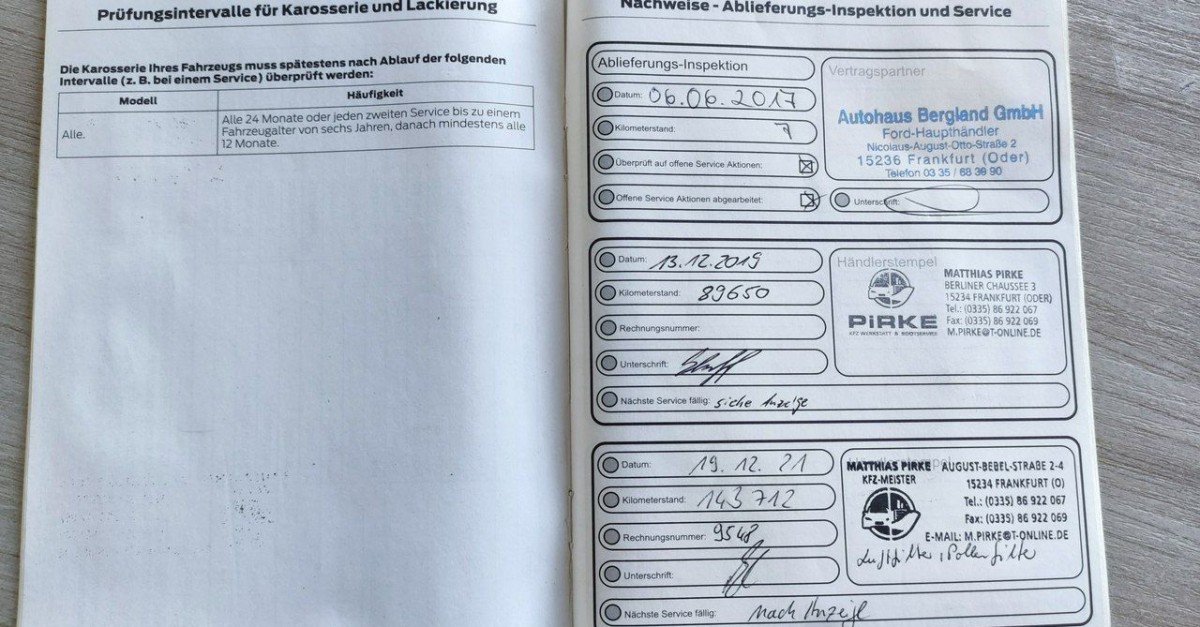 Prüfungsintervalle für Karosserie und Lackierung
Die Karosserie Ihres Fahrzeugs muss spätestens nach Ablauf der folgenden
Intervalle (z. B. bei einem Service) überprüft werden:
Modell Häufigkeit
Alle. Alle 24 Monate oder jeden zweiten Service bis zu einem
Fahrzeugalter von sechs Jahren, danach mindestens alle
12 Monate.
Nachweise - Ablieferungs-Inspektion und Service
Ablieferungs-Inspektion
Datum: 06.06.2017
Kilometerstand: 7
Überprüft auf offene Service Aktionen:
Offene Service Aktionen abgearbeitet:
Vertragspartner
Autohaus Bergland GmbH
Ford-Haupthändler
Nicolaus-August-Otto-Straße 2
15236 Frankfurt (Oder)
Telefon 03 35 / 68 39 90
Unterschrift:
Datum: 13.12.2019
Kilometerstand: 89650
Rechnungsnummer:
Unterschrift:
Nächste Service fällig: siehe Anzeige
Händlerstempel
PiRKE
KFZ WERKSTATT & BOOTSERVICE
MATTHIAS PIRKE
BERLINER CHAUSSEE 3
15234 FRANKFURT (ODER)
Tel.: (0335) 86 922 067
Fax: (0335) 86 922 069
M.PIRKE@T-ONLINE.DE
Datum: 19.12.21
Kilometerstand: 143712
Rechnungsnummer: 9548
Unterschrift:
Nächste Service fällig: nach Anzeige
Händlerstempel
MATTHIAS PIRKE AUGUST-BEBEL-STRAßE 2-4
KFZ-MEISTER 15234 FRANKFURT (O)
Tel.: (0335) 86 922 067
Fax: (0335) 86 922 069
E-MAIL: M.PIRKE@T-ONLINE.DE
Luftfilter, Pollenfilter